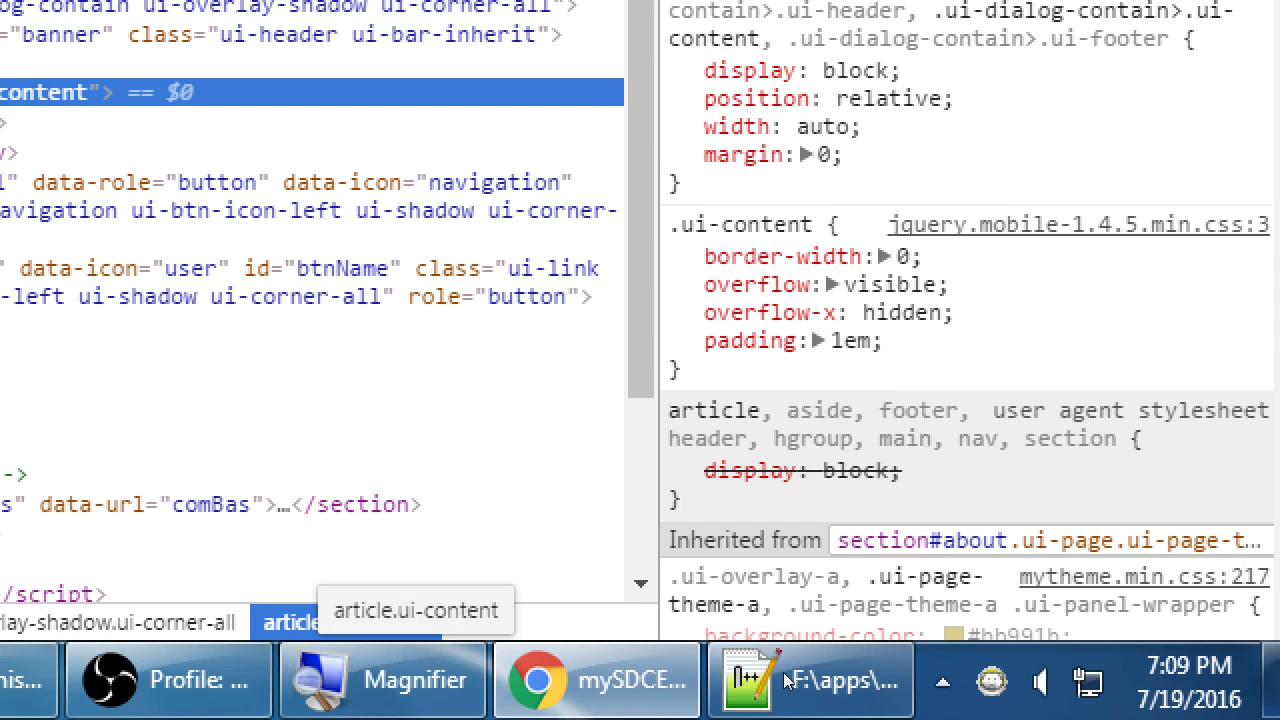 og-contain ui-overlay-shadow ui-corner-all">
="banner" class="ui-header ui-bar-inherit">
content"> == $0
>
/>
l" data-role="button" data-icon="navigation"
avigation ui-btn-icon-left ui-shadow ui-corner-
" data-icon="user" id="btnName" class="ui-link
-left ui-shadow ui-corner-all" role="button">
->
s" data-url="comBas">…</section>
/script>
rlay-shadow.ui-corner-all article
article.ui-content
contain>.ui-header, .ui-dialog-contain>.ui-
content, .ui-dialog-contain>.ui-footer {
display: block;
position: relative;
width: auto;
margin:▶0;
}
.ui-content { jquery.mobile-1.4.5.min.css:3
border-width:▶0;
overflow:▶visible;
overflow-x: hidden;
padding:▶1em;
}
article, aside, footer, user agent stylesheet
header, hgroup, main, nav, section {
display: block;
}
Inherited from section#about.ui-page.ui-page-t…
.ui-overlay-a, .ui-page- mytheme.min.css:217
theme-a, .ui-page-theme-a .ui-panel-wrapper {
background-color: #bb991b;
his... Profile: ... Magnifier mySDCE... F:\apps\... 7:09 PM
7/19/2016